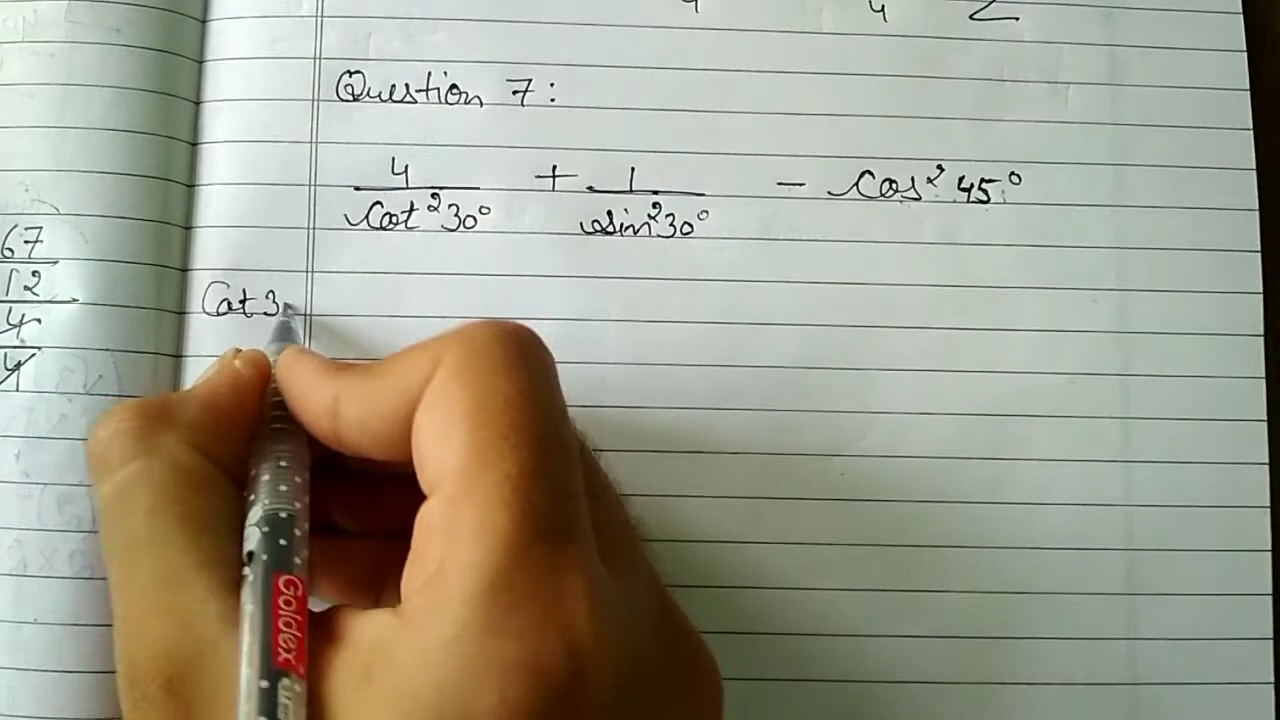 Question 7:
4/cot²30° + 1/sin²30° - cos²45°
67
12
4
4
Cot 3
Goldex